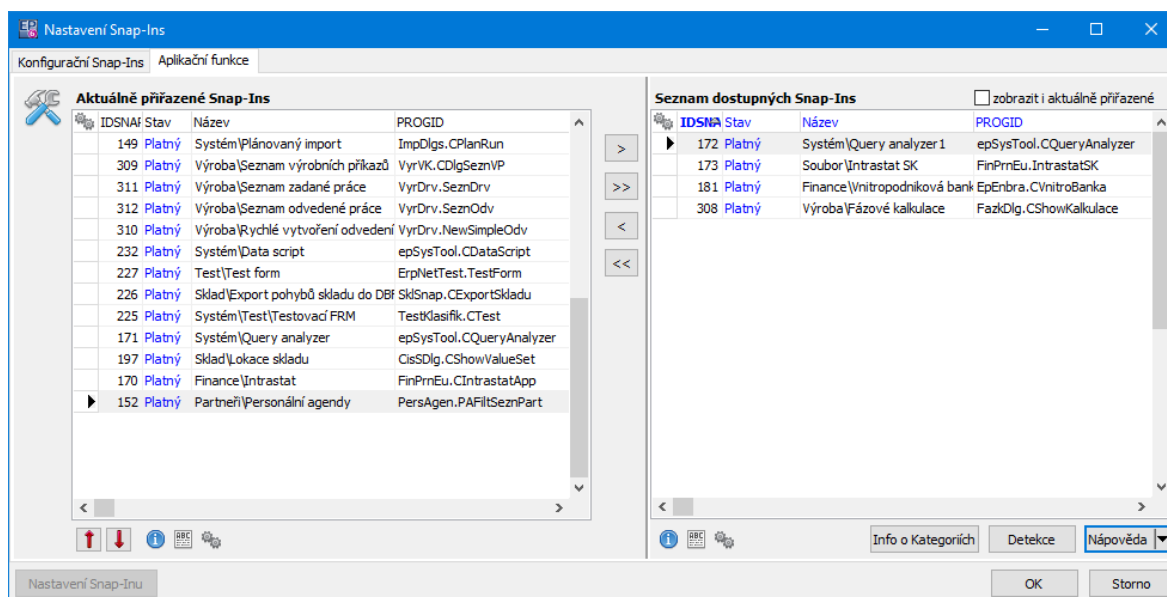 Nastavení Snap-Ins
Konfigurační Snap-Ins Aplikační funkce
Aktuálně přiřazené Snap-Ins
IDSNAF Stav Název PROGID
149 Platný Systém\Plánovaný import ImpDlgs.CPlanRun
309 Platný Výroba\Seznam výrobních příkazů VyrVK.CDlgSeznVP
311 Platný Výroba\Seznam zadané práce VyrDrv.SeznDrv
312 Platný Výroba\Seznam odvedené práce VyrDrv.SeznOdv
310 Platný Výroba\Rychlé vytvoření odvedení VyrDrv.NewSimpleOdv
232 Platný Systém\Data script epSysTool.CDataScript
227 Platný Test\Test form ErpNetTest.TestForm
226 Platný Sklad\Export pohybů skladu do DBF SklSnap.CExportSkladu
225 Platný Systém\Test\Testovací FRM TestKlasifik.CTest
171 Platný Systém\Query analyzer epSysTool.CQueryAnalyzer
197 Platný Sklad\Lokace skladu CisSDlg.CShowValueSet
170 Platný Finance\Intrastat FinPrnEu.CIntrastatApp
152 Platný Partneři\Personální agendy PersAgen.PAFiltSeznPart
>
>>
<
<<
Seznam dostupných Snap-Ins zobrazit i aktuálně přiřazené
IDSNA Stav Název PROGID
172 Platný Systém\Query analyzer1 epSysTool.CQueryAnalyzer
173 Platný Soubor\Intrastat SK FinPrnEu.IntrastatSK
181 Platný Finance\Vnitropodniková bank EpEnbra.CVnitroBanka
308 Platný Výroba\Fázové kalkulace FazkDlg.CShowKalkulace
ABC
ABC
Info o Kategoriích Detekce Nápověda
Nastavení Snap-Inu OK Storno